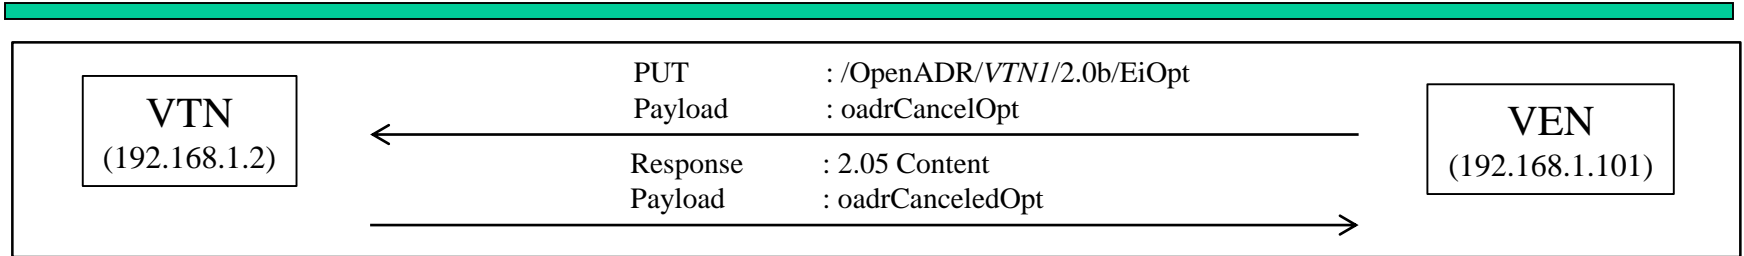 VTN
(192.168.1.2)
PUT : /OpenADR/VTN1/2.0b/EiOpt
Payload : oadrCancelOpt
Response : 2.05 Content
Payload : oadrCanceledOpt
VEN
(192.168.1.101)